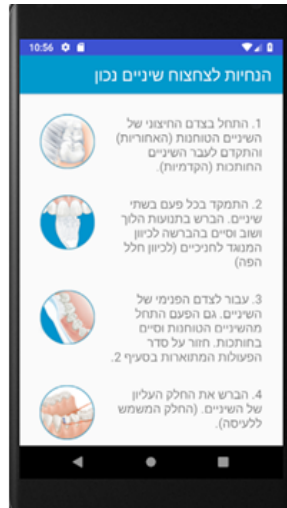 10:56
הנחיות לצחצוח שיניים נכון
1. התחל בצדם החיצוני של
השיניים הטוחנות (האחוריות)
והתקדם לעבר השיניים
החותכות (הקדמיות).
2. התמקד בכל פעם בשתי
שיניים. הברש בתנועות הלוך
ושוב וסיים בהברשה לכיוון
המנוגד לחניכיים (לכיוון חלל
הפה)
3. עבור לצדם הפנימי של
השיניים. גם הפעם התחל
מהשיניים הטוחנות וסיים
בחותכות. חזור על סדר
הפעולות המתוארות בסעיף 2.
4. הברש את החלק העליון
של השיניים. (החלק המשמש
ללעיסה).